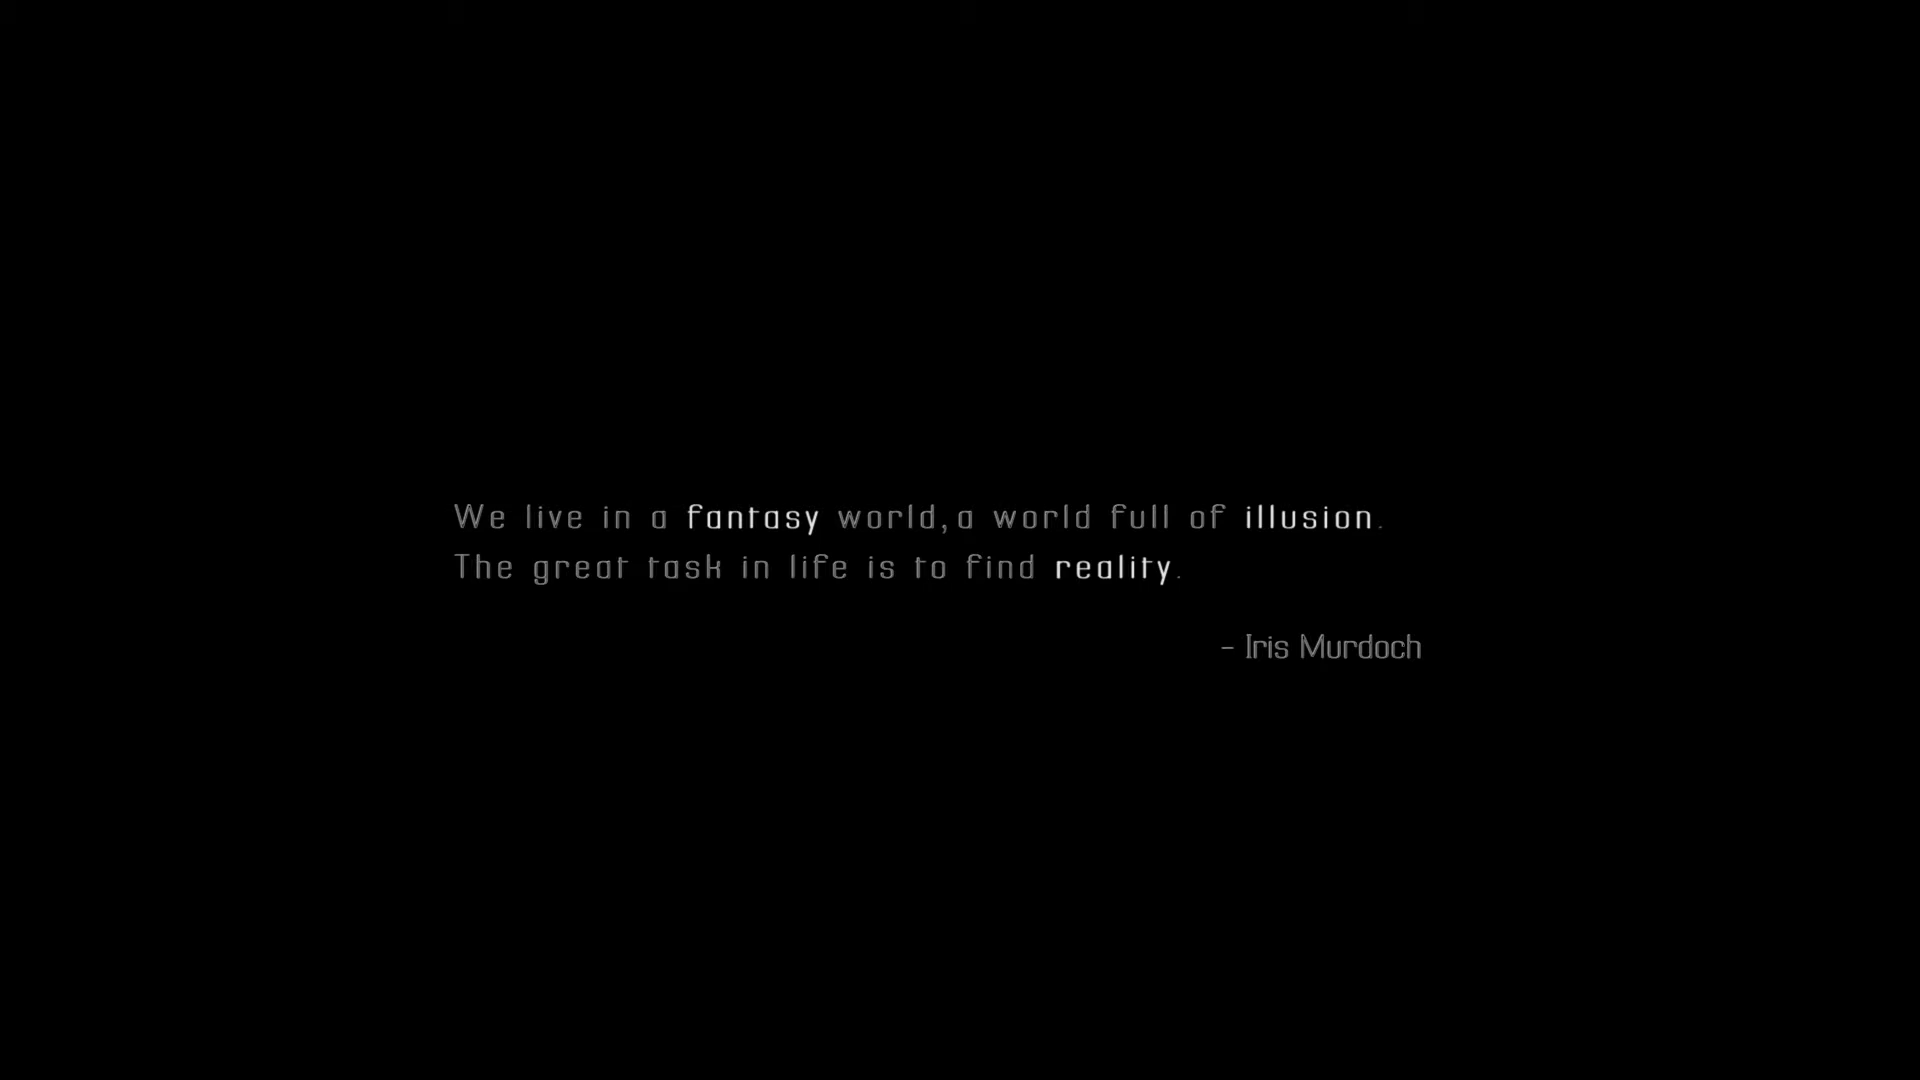 We live in a fantasy world, a world full of illusion.
The great task in life is to find reality.
- Iris Murdoch